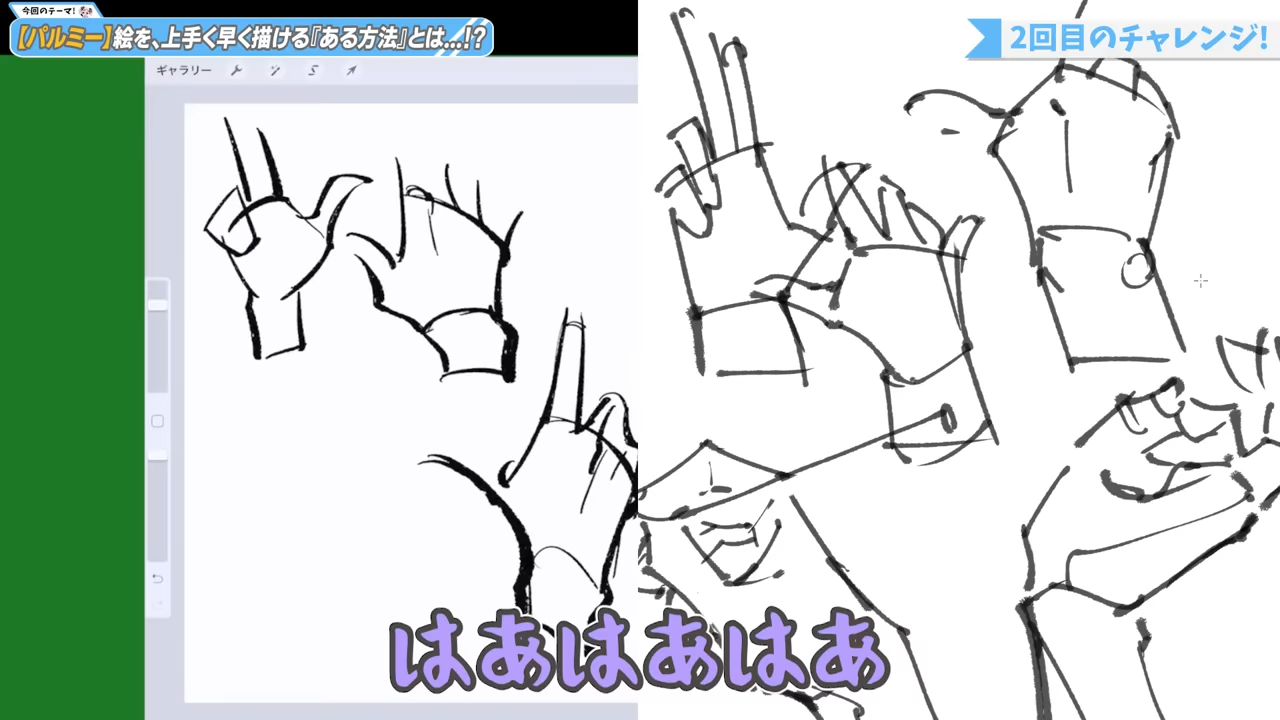 今回のテーマ!
【パルミー】絵を、上手く早く描ける『ある方法』とは...!?
2回目のチャレンジ!
ギャラリー
はあはあはあ